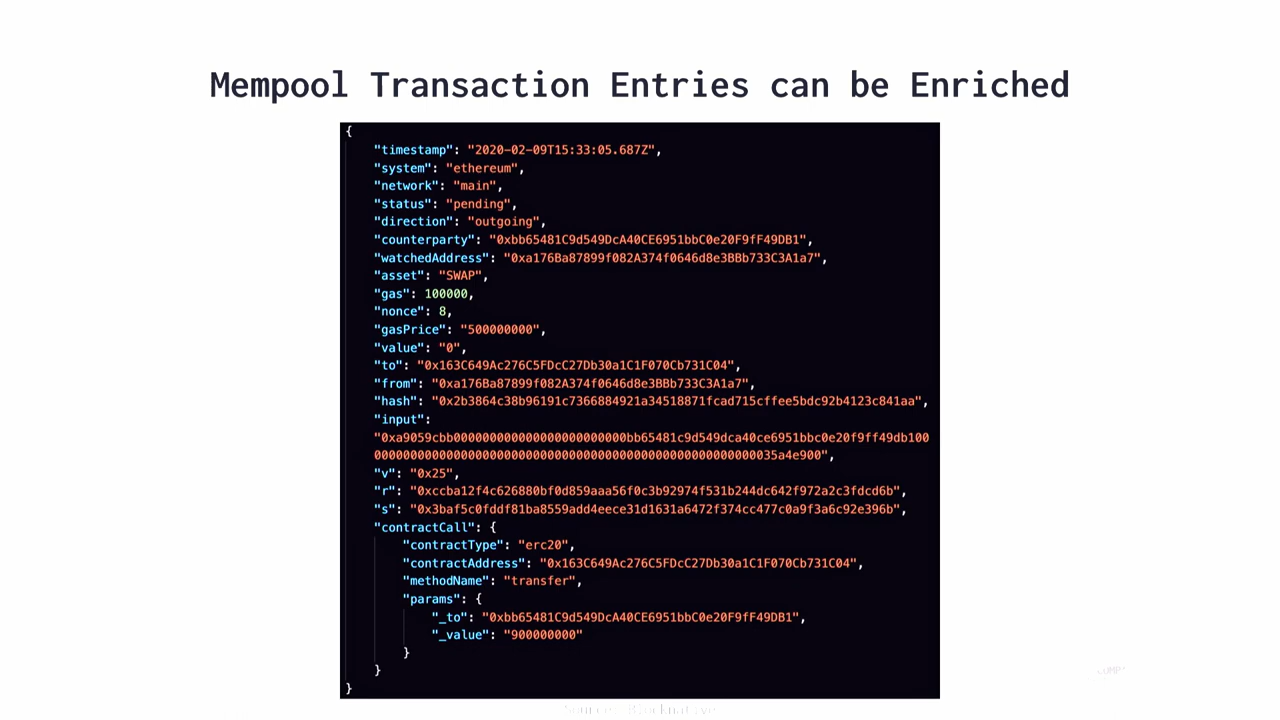 Mempool Transaction Entries can be Enriched
{
"timestamp": "2020-02-09T15:33:05.687Z",
"system": "ethereum",
"network": "main",
"status": "pending",
"direction": "outgoing",
"counterparty": "0xbb65481C9d549DcA40CE6951bbC0e20F9fF49DB1",
"watchedAddress": "0xa176Ba87899f082A374f0646d8e3BBb733C3A1a7",
"asset": "SWAP",
"gas": 100000,
"nonce": 8,
"gasPrice": "500000000",
"value": "0",
"to": "0x163C649Ac276C5FDcC27Db30a1C1F070Cb731C04",
"from": "0xa176Ba87899f082A374f0646d8e3BBb733C3A1a7",
"hash": "0x2b3864c38b96191c7366884921a34518871fcad715cffee5bdc92b4123c841aa",
"input":
"0xa9059cbb000000000000000000000000bb65481c9d549dca40ce6951bbc0e20f9ff49db100
00000000000000000000000000000000000000000000000000000035a4e900",
"v": "0x25",
"r": "0xccba12f4c626880bf0d859aaa56f0c3b92974f531b244dc642f972a2c3fdcd6b",
"s": "0x3baf5c0fddf81ba8559add4eece31d1631a6472f374cc477c0a9f3a6c92e396b",
"contractCall": {
"contractType": "erc20",
"contractAddress": "0x163C649Ac276C5FDcC27Db30a1C1F070Cb731C04",
"methodName": "transfer",
"params": {
"_to": "0xbb65481C9d549DcA40CE6951bbC0e20F9fF49DB1",
"_value": "900000000"
}
}
}
Source: Blocknative